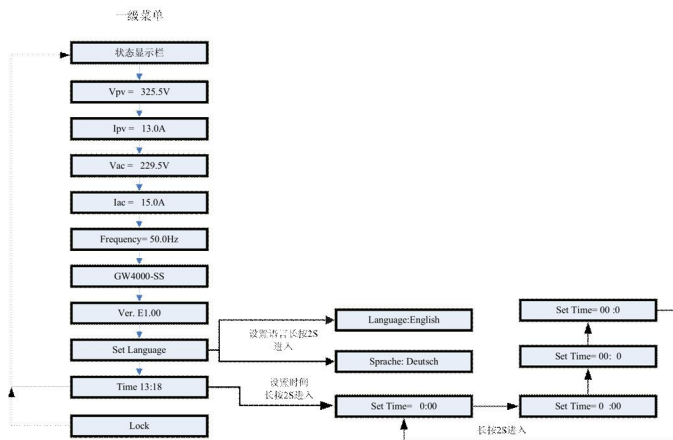 一级菜单
状态显示栏
Vpv = 325.5V
Ipv = 13.0A
Vac = 229.5V
Iac = 15.0A
Frequency= 50.0Hz
GW4000-SS
Ver. E1.00
Set Language
Time 13:18
Lock
设置语言长按2S
进入
Language:English
Sprache: Deutsch
设置时间
长按2S进入
Set Time= 0:00
长按2S进入
Set Time= 00 :0
Set Time= 00: 0
Set Time= 0 :00